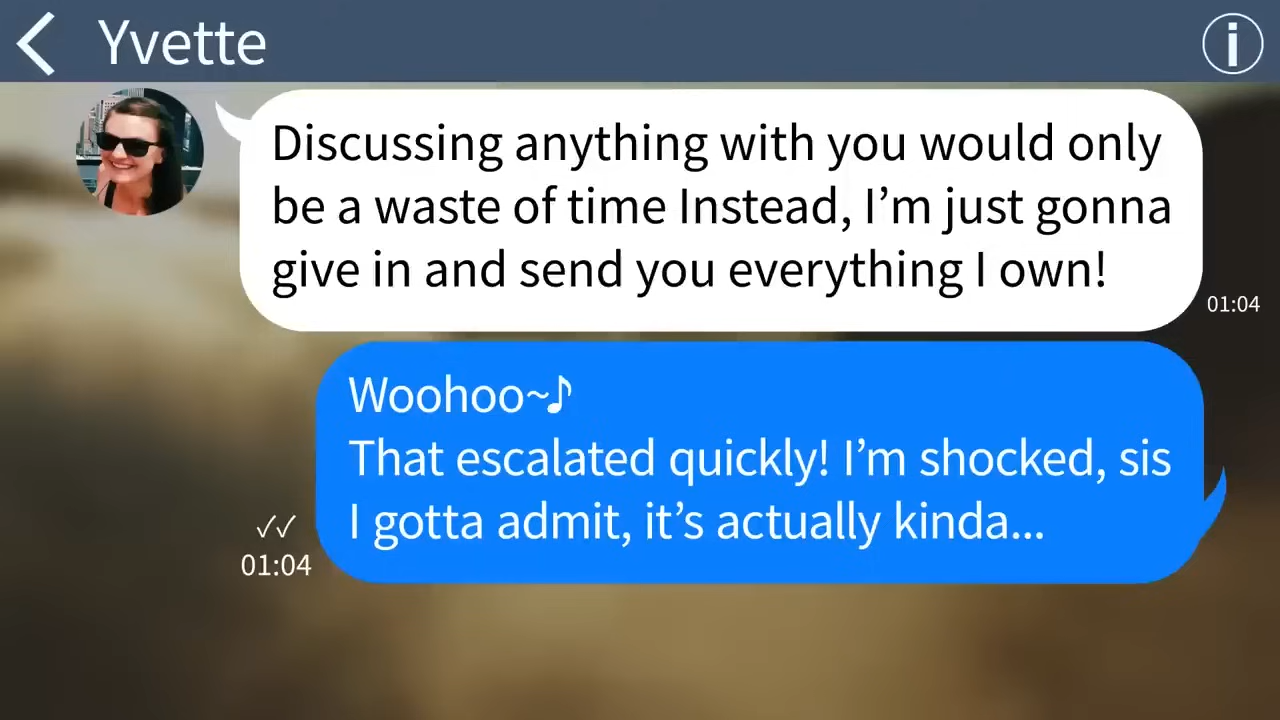 Yvette
Discussing anything with you would only
be a waste of time Instead, I’m just gonna
give in and send you everything I own!
01:04
Woohoo~♪
That escalated quickly! I’m shocked, sis
I gotta admit, it’s actually kinda...
✓✓
01:04